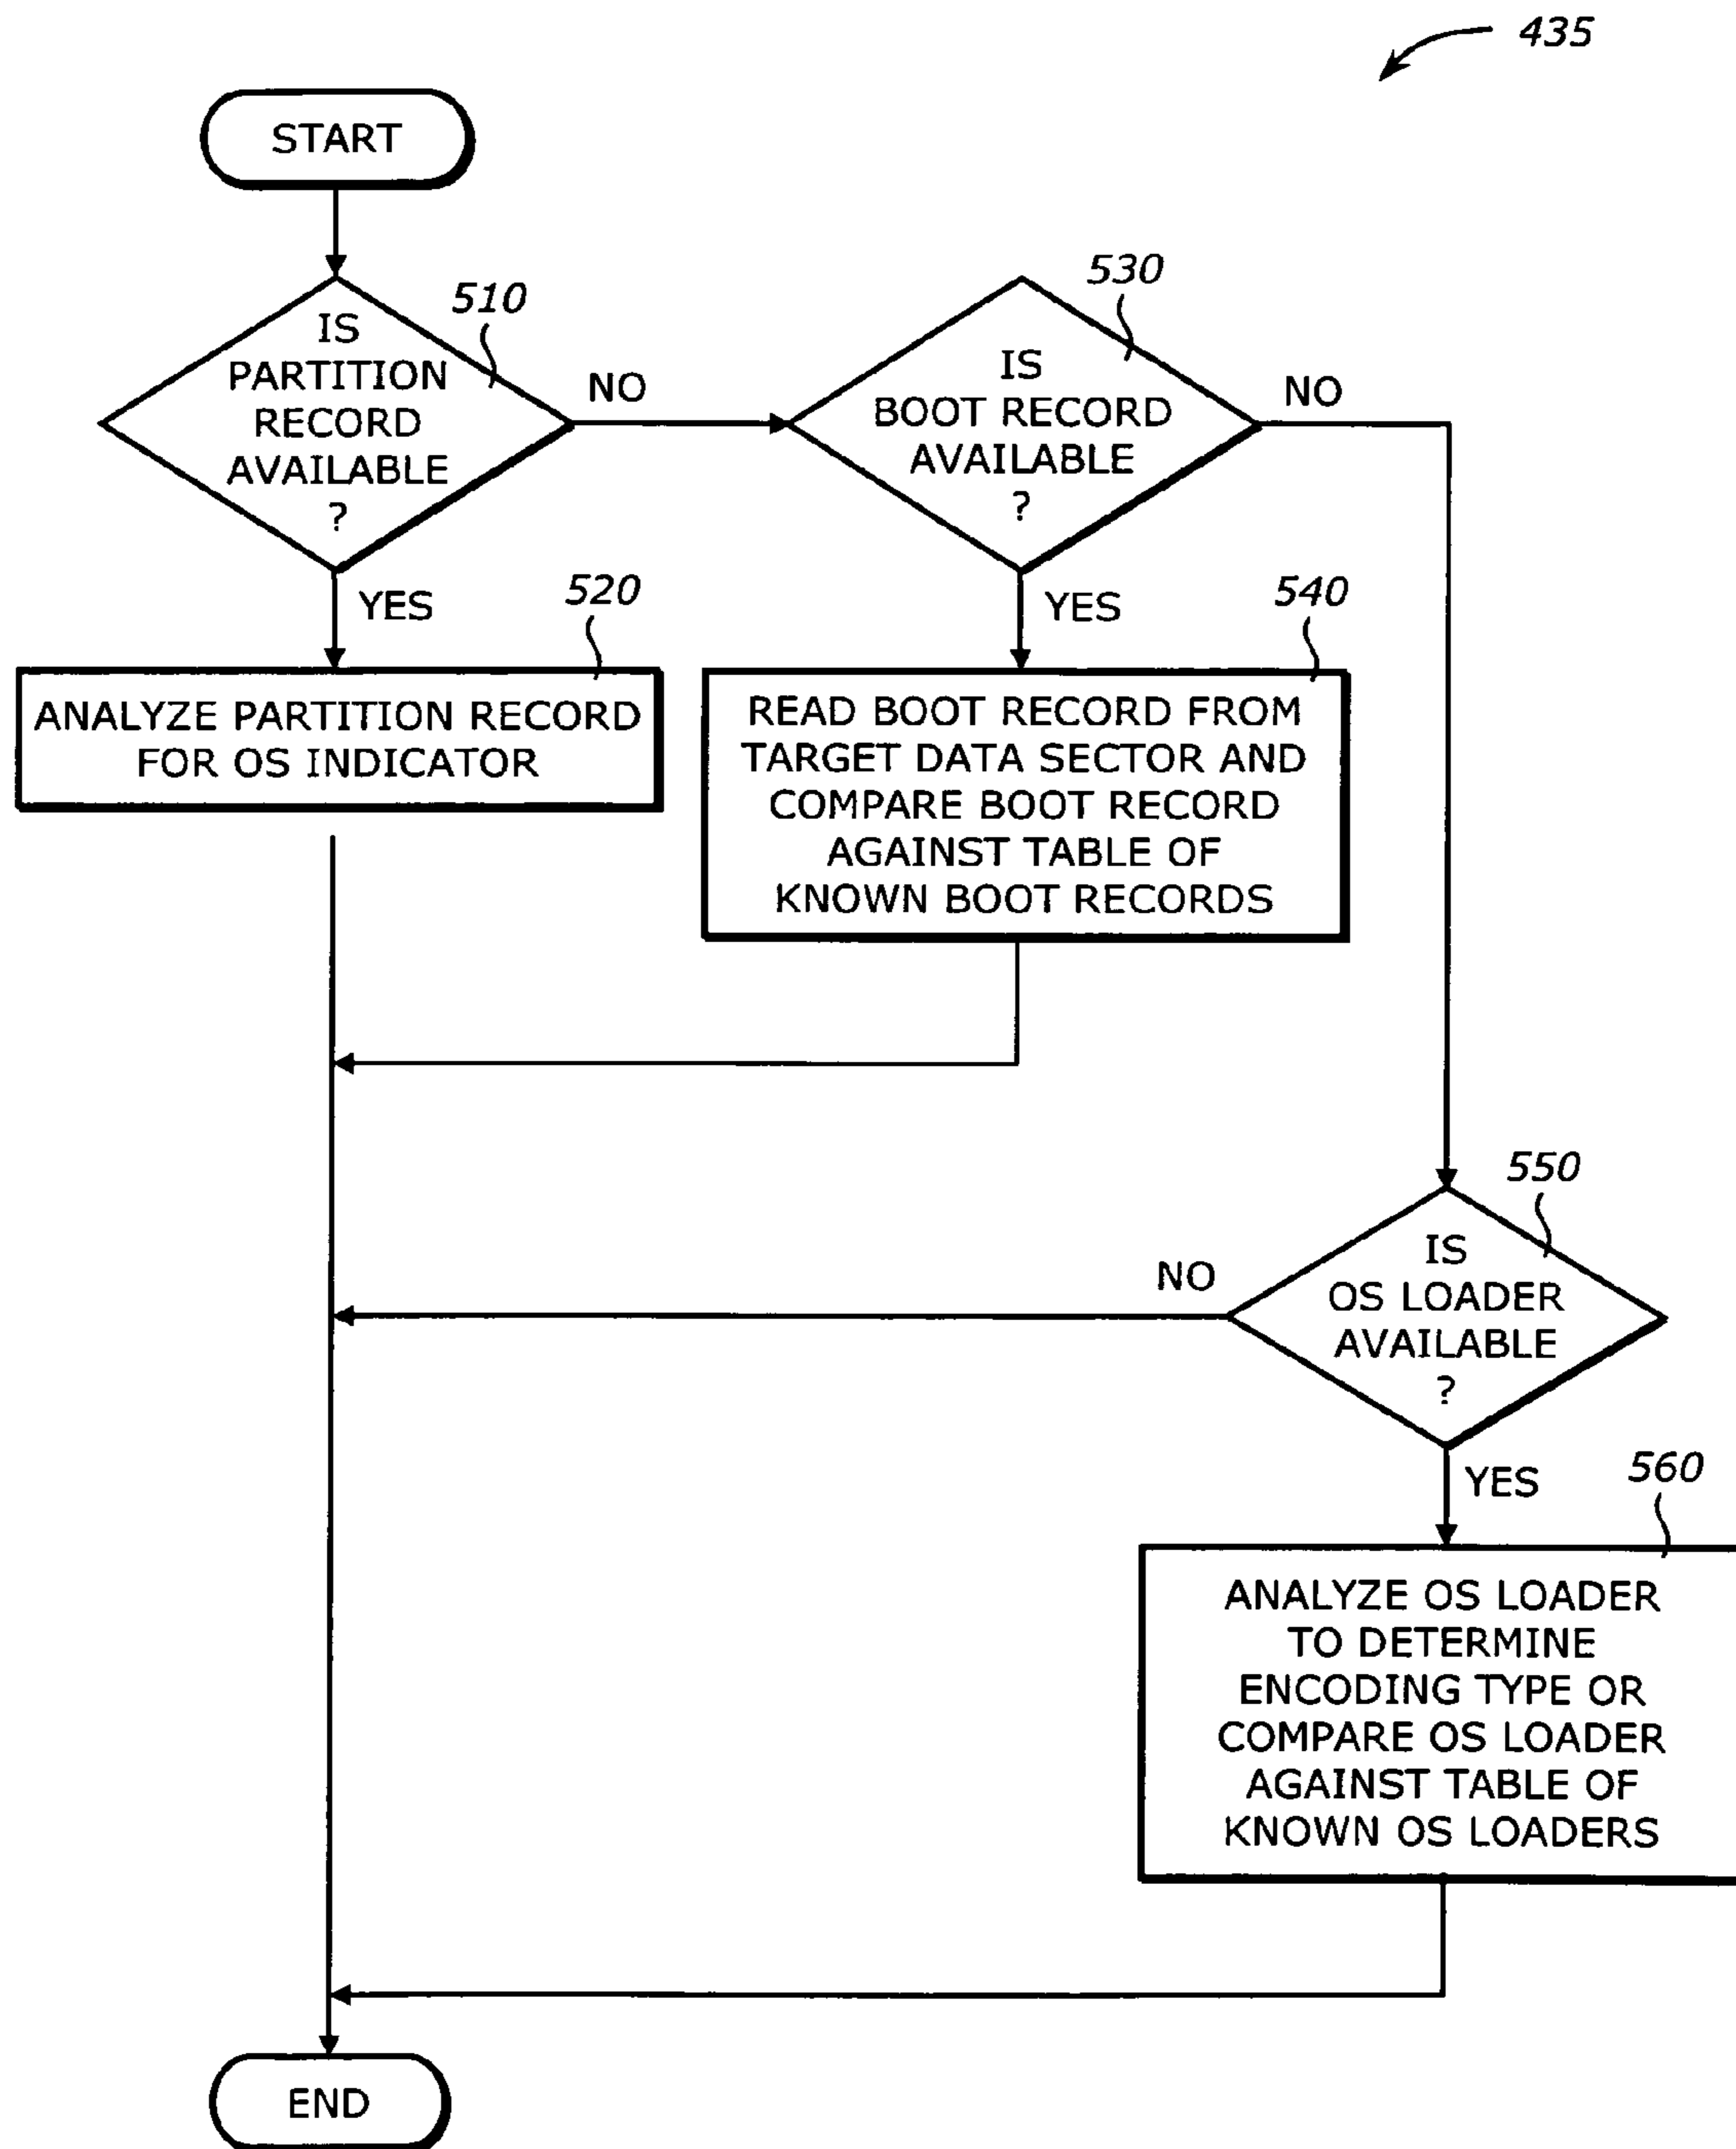 435
START
510
IS
PARTITION
RECORD
AVAILABLE
?
NO
530
IS
BOOT RECORD
AVAILABLE
?
NO
YES
520
ANALYZE PARTITION RECORD
FOR OS INDICATOR
YES
540
READ BOOT RECORD FROM
TARGET DATA SECTOR AND
COMPARE BOOT RECORD
AGAINST TABLE OF
KNOWN BOOT RECORDS
550
IS
OS LOADER
AVAILABLE
?
NO
YES
560
ANALYZE OS LOADER
TO DETERMINE
ENCODING TYPE OR
COMPARE OS LOADER
AGAINST TABLE OF
KNOWN OS LOADERS
END